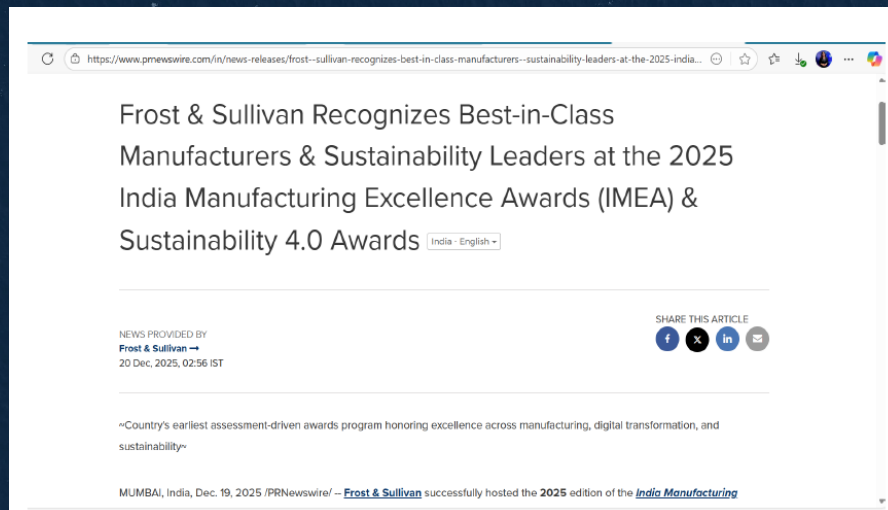 https://www.prnewswire.com/in/news-releases/frost--sullivan-recognizes-best-in-class-manufacturers--sustainability-leaders-at-the-2025-india...
Frost & Sullivan Recognizes Best-in-Class
Manufacturers & Sustainability Leaders at the 2025
India Manufacturing Excellence Awards (IMEA) &
Sustainability 4.0 Awards India - English
SHARE THIS ARTICLE
NEWS PROVIDED BY
Frost & Sullivan →
20 Dec, 2025, 02:56 IST
~Country's earliest assessment-driven awards program honoring excellence across manufacturing, digital transformation, and
sustainability~
MUMBAI, India, Dec. 19, 2025 /PRNewswire/ -- Frost & Sullivan successfully hosted the 2025 edition of the India Manufacturing